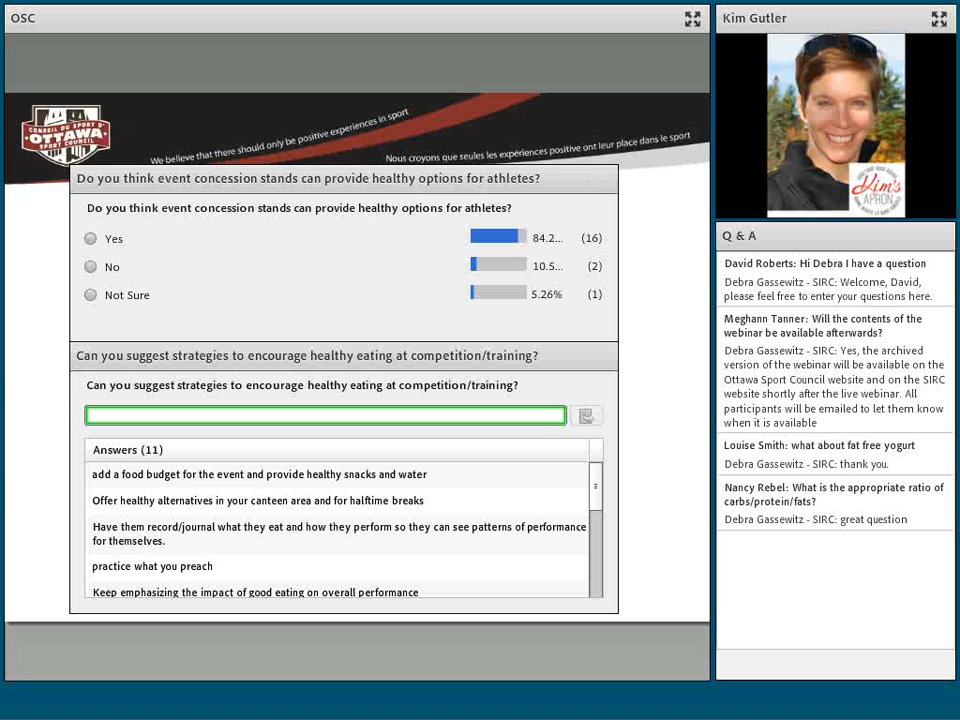 OSC
CONSEIL DU SPORT D'
OTTAWA
SPORT COUNCIL
We believe that there should only be positive experiences in sport
Nous croyons que seules les expériences positive ont leur place dans le sport
Do you think event concession stands can provide healthy options for athletes?
Do you think event concession stands can provide healthy options for athletes?
Yes 84.2... (16)
No 10.5... (2)
Not Sure 5.26% (1)
Can you suggest strategies to encourage healthy eating at competition/training?
Can you suggest strategies to encourage healthy eating at competition/training?
Answers (11)
add a food budget for the event and provide healthy snacks and water
Offer healthy alternatives in your canteen area and for halftime breaks
Have them record/journal what they eat and how they perform so they can see patterns of performance
for themselves.
practice what you preach
Keep emphasizing the impact of good eating on overall performance
Kim Gutler
Kim's
APRON
Q & A
David Roberts: Hi Debra I have a question
Debra Gassewitz - SIRC: Welcome, David,
please feel free to enter your questions here.
Meghann Tanner: Will the contents of the
webinar be available afterwards?
Debra Gassewitz - SIRC: Yes, the archived
version of the webinar will be available on the
Ottawa Sport Council website and on the SIRC
website shortly after the live webinar. All
participants will be emailed to let them know
when it is available
Louise Smith: what about fat free yogurt
Debra Gassewitz - SIRC: thank you.
Nancy Rebel: What is the appropriate ratio of
carbs/protein/fats?
Debra Gassewitz - SIRC: great question